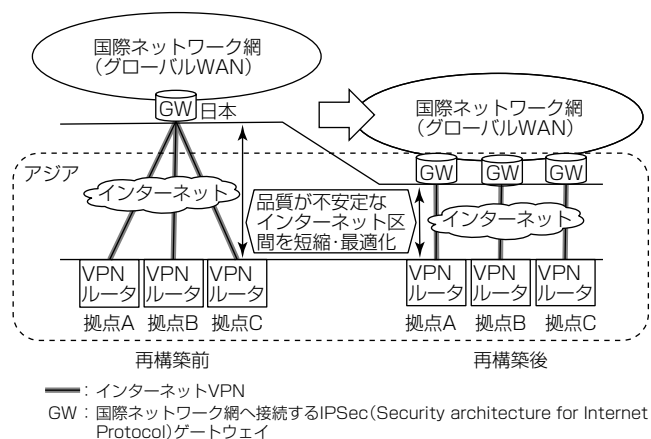 国際ネットワーク網
(グローバルWAN)
GW
日本
国際ネットワーク網
(グローバルWAN)
GW
GW
GW
アジア
インターネット
品質が不安定な
インターネット区
間を短縮・最適化
インターネット
VPN
ルータ
VPN
ルータ
VPN
ルータ
VPN
ルータ
VPN
ルータ
VPN
ルータ
拠点A
拠点B
拠点C
拠点A
拠点B
拠点C
再構築前
再構築後
:インターネットVPN
GW:国際ネットワーク網へ接続するIPSec(Security architecture for Internet
Protocol)ゲートウェイ